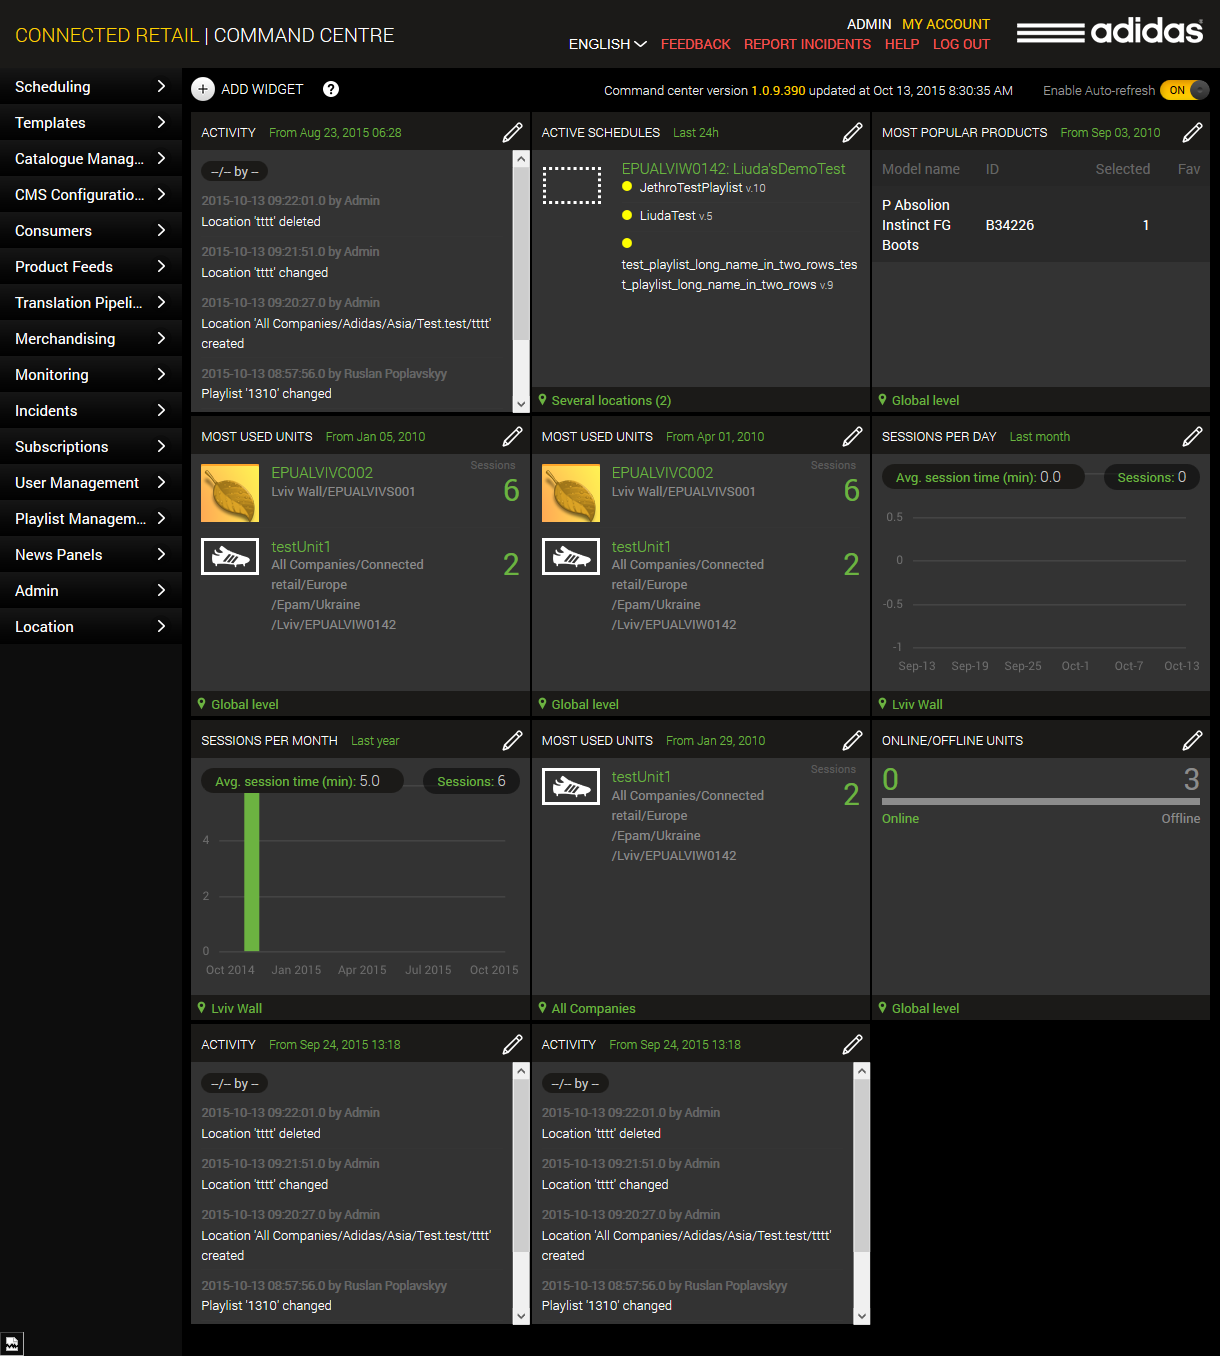 CONNECTED RETAIL | COMMAND CENTRE
ADMIN MY ACCOUNT
ENGLISH FEEDBACK REPORT INCIDENTS HELP LOG OUT
adidas
Scheduling
Templates
Catalogue Manag...
CMS Configuratio...
Consumers
Product Feeds
Translation Pipeli...
Merchandising
Monitoring
Incidents
Subscriptions
User Management
Playlist Managem...
News Panels
Admin
Location
+ ADD WIDGET ?
Command center version 1.0.9.390 updated at Oct 13, 2015 8:30:35 AM
Enable Auto-refresh ON
ACTIVITY From Aug 23, 2015 06:28
--/-- by --
2015-10-13 09:22:01.0 by Admin
Location 'tttt' deleted
2015-10-13 09:21:51.0 by Admin
Location 'tttt' changed
2015-10-13 09:20:27.0 by Admin
Location 'All Companies/Adidas/Asia/Test.test/tttt'
created
2015-10-13 08:57:56.0 by Ruslan Poplavskyy
Playlist '1310' changed
ACTIVE SCHEDULES Last 24h
EPUALVIW0142: Liuda'sDemoTest
JethroTestPlaylist v.10
LiudaTest v.5
test_playlist_long_name_in_two_rows_tes
t_playlist_long_name_in_two_rows v.9
Several locations (2)
MOST POPULAR PRODUCTS From Sep 03, 2010
Model name ID Selected Fav
P Absolion
Instinct FG B34226 1
Boots
Global level
MOST USED UNITS From Jan 05, 2010
Sessions
EPUALVIVC002 6
Lviv Wall/EPUALVIVS001
testUnit1 2
All Companies/Connected
retail/Europe
/Epam/Ukraine
/Lviv/EPUALVIW0142
Global level
MOST USED UNITS From Apr 01, 2010
Sessions
EPUALVIVC002 6
Lviv Wall/EPUALVIVS001
testUnit1 2
All Companies/Connected
retail/Europe
/Epam/Ukraine
/Lviv/EPUALVIW0142
Global level
SESSIONS PER DAY Last month
Avg. session time (min): 0.0 Sessions: 0
0.5
0
-0.5
-1
Sep-13 Sep-19 Sep-25 Oct-1 Oct-7 Oct-13
Lviv Wall
SESSIONS PER MONTH Last year
Avg. session time (min): 5.0 Sessions: 6
4
2
0
Oct 2014 Jan 2015 Apr 2015 Jul 2015 Oct 2015
Lviv Wall
MOST USED UNITS From Jan 29, 2010
Sessions
testUnit1 2
All Companies/Connected
retail/Europe
/Epam/Ukraine
/Lviv/EPUALVIW0142
All Companies
ONLINE/OFFLINE UNITS
0 3
Online Offline
Global level
ACTIVITY From Sep 24, 2015 13:18
--/-- by --
2015-10-13 09:22:01.0 by Admin
Location 'tttt' deleted
2015-10-13 09:21:51.0 by Admin
Location 'tttt' changed
2015-10-13 09:20:27.0 by Admin
Location 'All Companies/Adidas/Asia/Test.test/tttt'
created
2015-10-13 08:57:56.0 by Ruslan Poplavskyy
Playlist '1310' changed
ACTIVITY From Sep 24, 2015 13:18
--/-- by --
2015-10-13 09:22:01.0 by Admin
Location 'tttt' deleted
2015-10-13 09:21:51.0 by Admin
Location 'tttt' changed
2015-10-13 09:20:27.0 by Admin
Location 'All Companies/Adidas/Asia/Test.test/tttt'
created
2015-10-13 08:57:56.0 by Ruslan Poplavskyy
Playlist '1310' changed